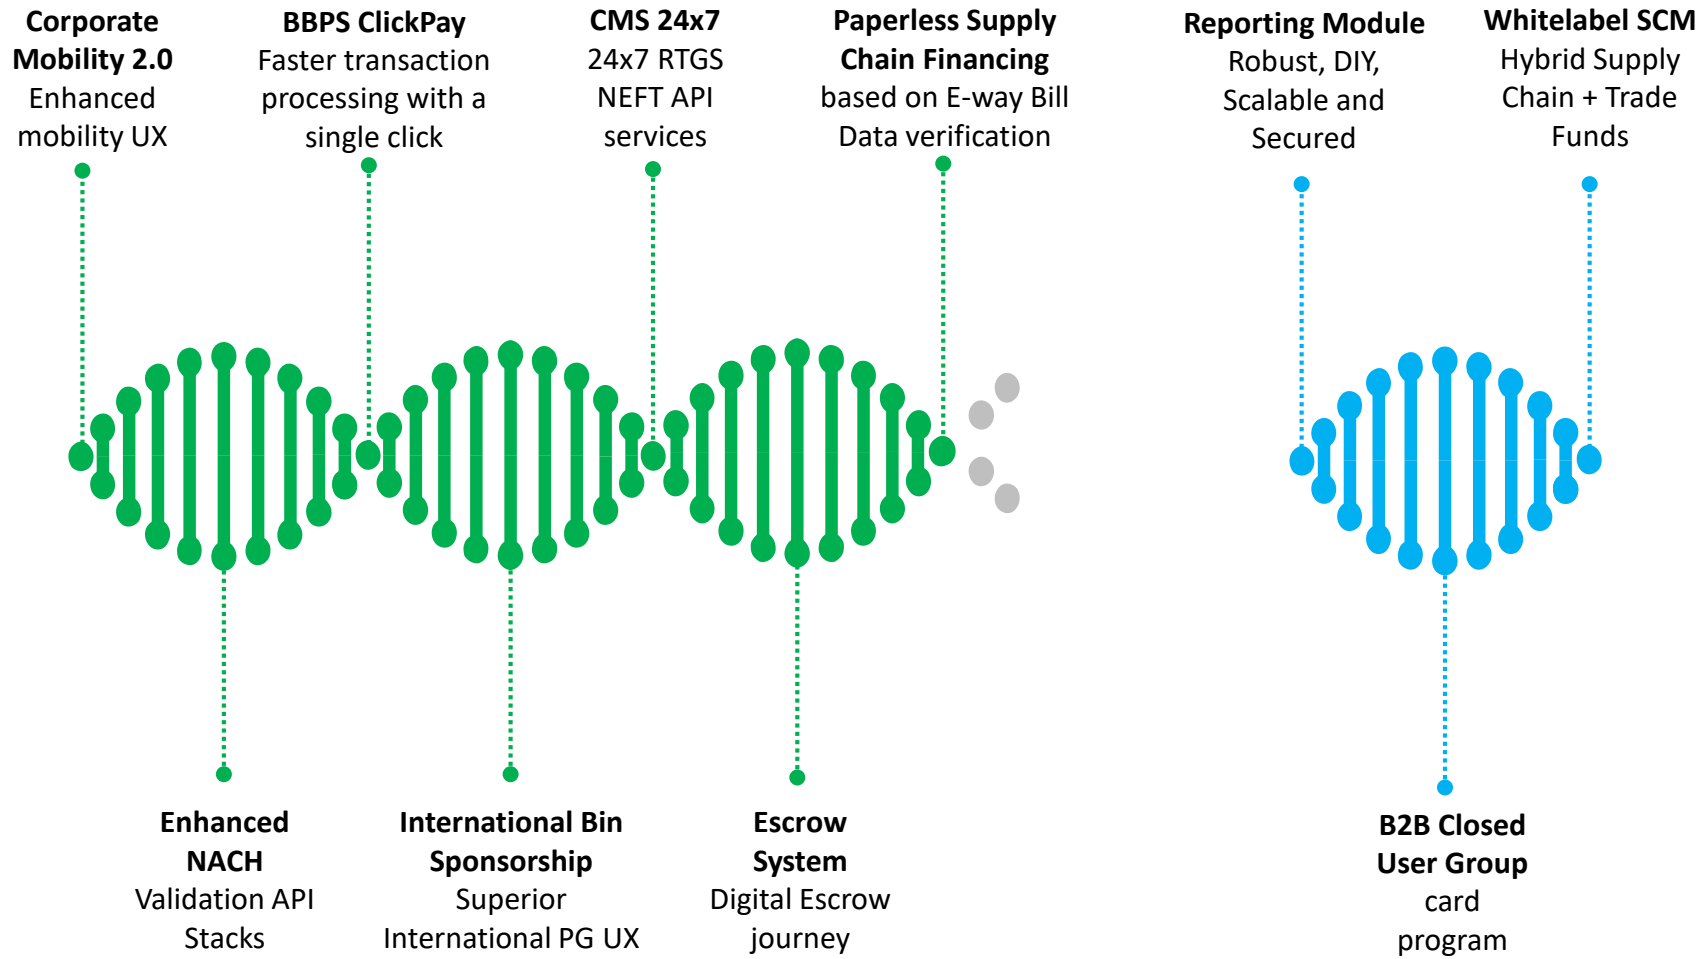 Corporate
Mobility 2.0
Enhanced
mobility UX
BBPS ClickPay
Faster transaction
processing with a
single click
CMS 24x7
24x7 RTGS
NEFT API
services
Paperless Supply
Chain Financing
based on E-way Bill
Data verification
Reporting Module
Robust, DIY,
Scalable and
Secured
Whitelabel SCM
Hybrid Supply
Chain + Trade
Funds
Enhanced
NACH
Validation API
Stacks
International Bin
Sponsorship
Superior
International PG UX
Escrow
System
Digital Escrow
journey
B2B Closed
User Group
card
program